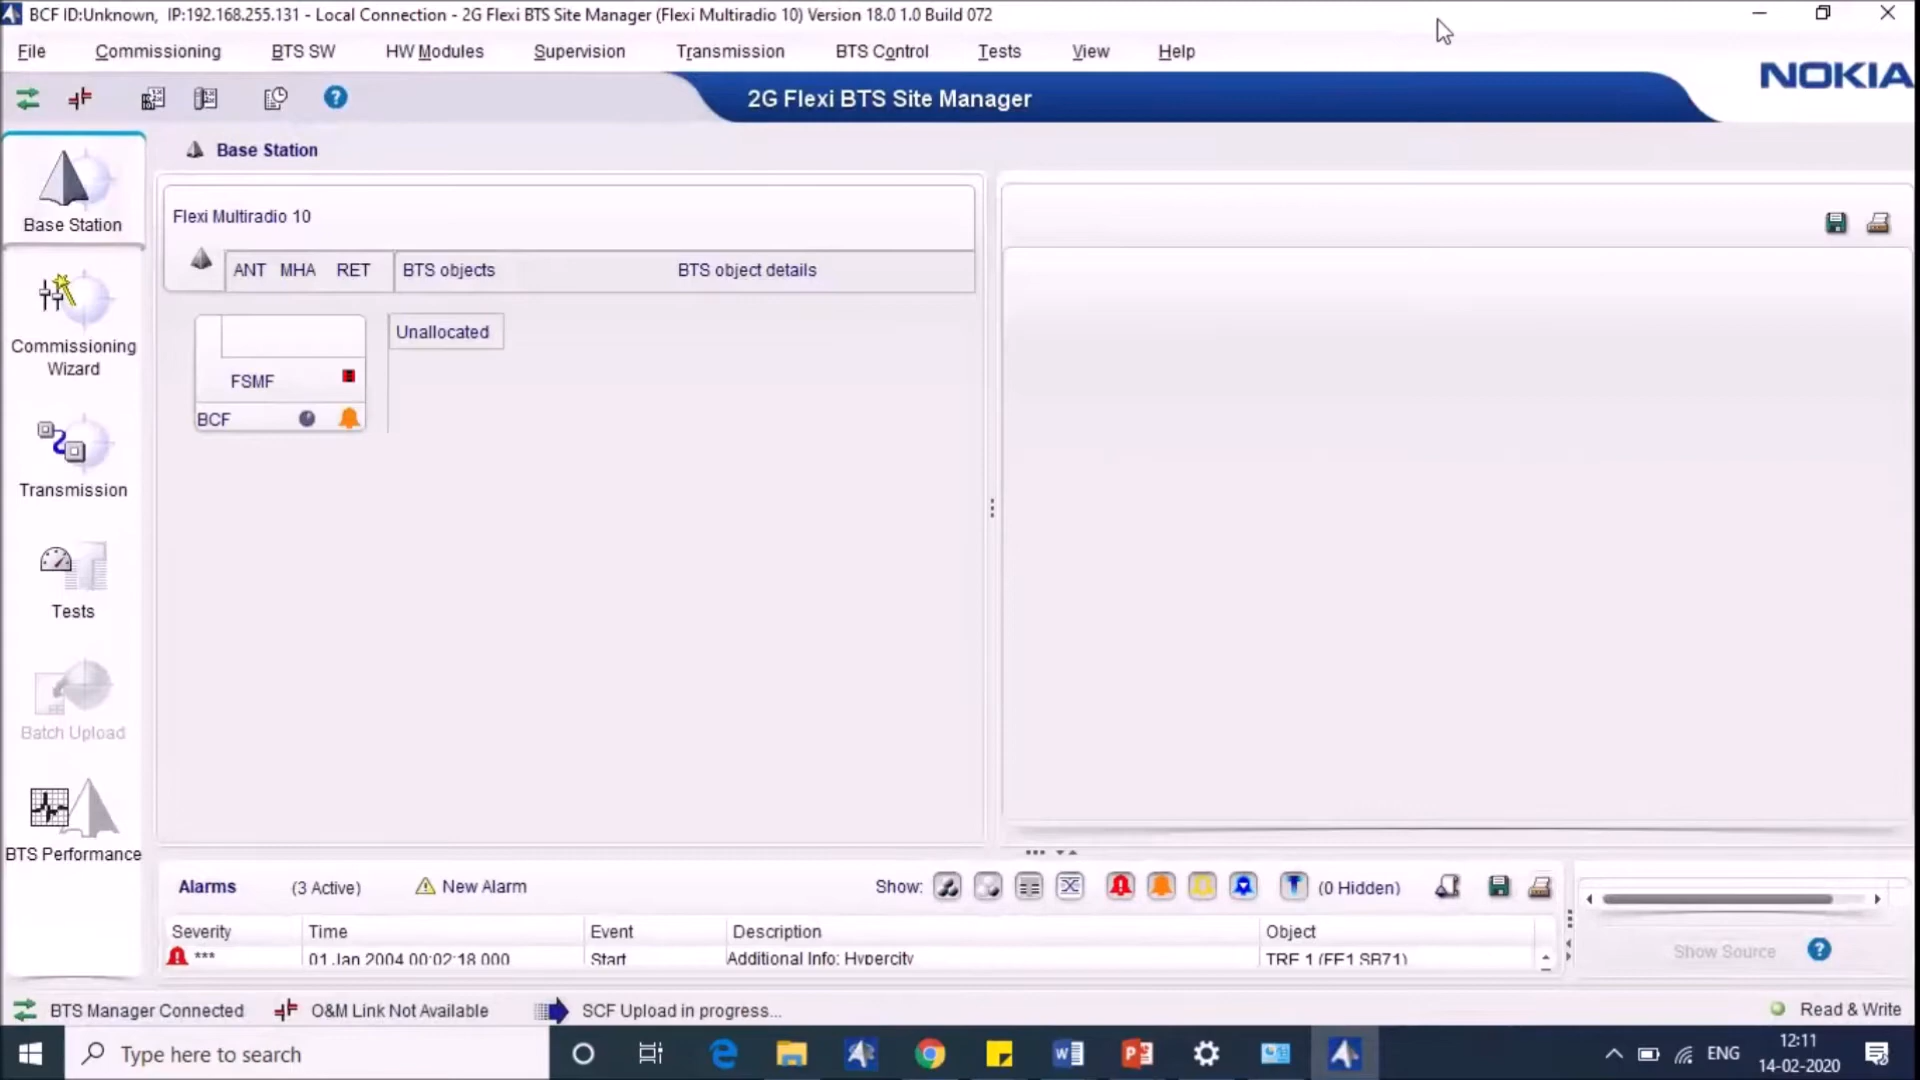 BCF ID:Unknown, IP:192.168.255.131 - Local Connection - 2G Flexi BTS Site Manager (Flexi Multiradio 10) Version 18.0 1.0 Build 072
File Commissioning BTS SW HW Modules Supervision Transmission BTS Control Tests View Help
NOKIA
2G Flexi BTS Site Manager
Base Station
Base Station
Flexi Multiradio 10
ANT MHA RET BTS objects BTS object details
Unallocated
FSMF
BCF
Commissioning
Wizard
Transmission
Tests
Batch Upload
BTS Performance
Alarms (3 Active) New Alarm Show: (0 Hidden)
Severity Time Event Description Object
*** 01 Jan 2004 00:02:18.000 Start Additional Info: Hypercity TRE 1 (FE1 SB71)
Show Source
BTS Manager Connected O&M Link Not Available SCF Upload in progress... Read & Write
Type here to search
ENG
12:11
14-02-2020